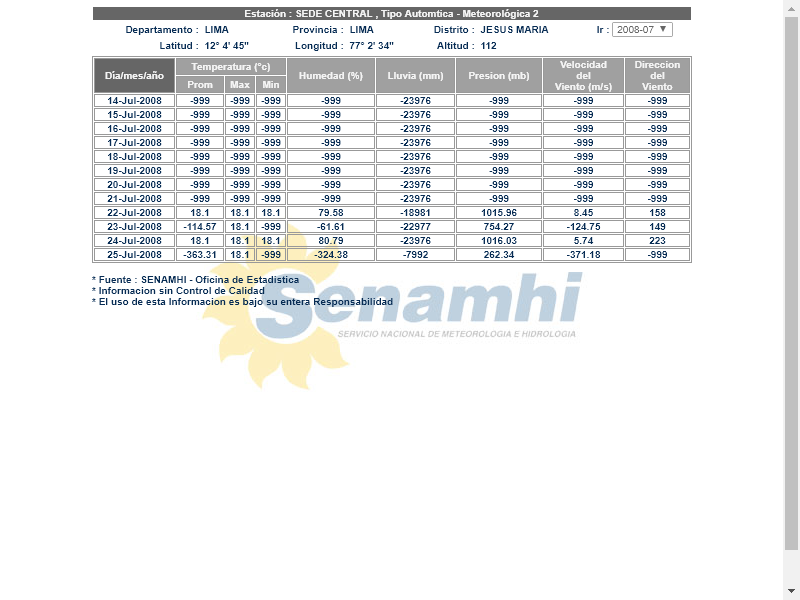 Estación : SEDE CENTRAL , Tipo Automtica - Meteorológica 2
Departamento : LIMA Provincia : LIMA Distrito : JESUS MARIA Ir : 2008-07
Latitud : 12° 4' 45" Longitud : 77° 2' 34" Altitud : 112
Día/mes/año Temperatura (°c) Humedad (%) Lluvia (mm) Presion (mb) Velocidad del Viento (m/s) Direccion del Viento
Prom Max Min
14-Jul-2008 -999 -999 -999 -999 -23976 -999 -999 -999
15-Jul-2008 -999 -999 -999 -999 -23976 -999 -999 -999
16-Jul-2008 -999 -999 -999 -999 -23976 -999 -999 -999
17-Jul-2008 -999 -999 -999 -999 -23976 -999 -999 -999
18-Jul-2008 -999 -999 -999 -999 -23976 -999 -999 -999
19-Jul-2008 -999 -999 -999 -999 -23976 -999 -999 -999
20-Jul-2008 -999 -999 -999 -999 -23976 -999 -999 -999
21-Jul-2008 -999 -999 -999 -999 -23976 -999 -999 -999
22-Jul-2008 18.1 18.1 18.1 79.58 -18981 1015.96 8.45 158
23-Jul-2008 -114.57 18.1 -999 -61.61 -22977 754.27 -124.75 149
24-Jul-2008 18.1 18.1 18.1 80.79 -23976 1016.03 5.74 223
25-Jul-2008 -363.31 18.1 -999 -324.38 -7992 262.34 -371.18 -999
* Fuente : SENAMHI - Oficina de Estadística
* Informacion sin Control de Calidad
* El uso de esta Informacion es bajo su entera Responsabilidad
Senamhi
SERVICIO NACIONAL DE METEOROLOGIA E HIDROLOGIA